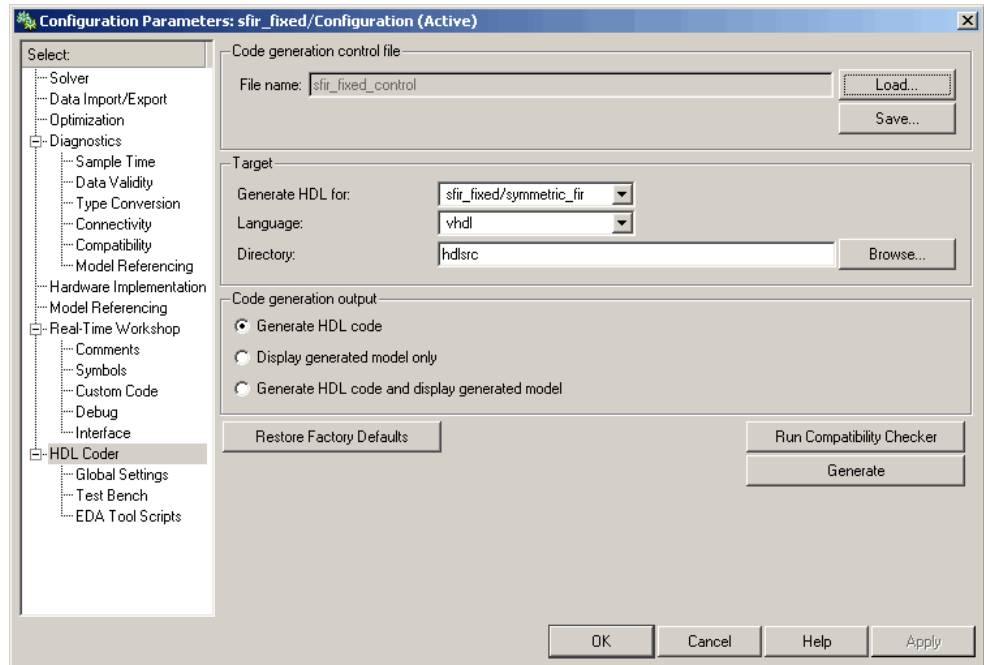 Configuration Parameters: sfir_fixed/Configuration (Active)
Select:
Solver
Data Import/Export
Optimization
Diagnostics
Sample Time
Data Validity
Type Conversion
Connectivity
Compatibility
Model Referencing
Hardware Implementation
Model Referencing
Real-Time Workshop
Comments
Symbols
Custom Code
Debug
Interface
HDL Coder
Global Settings
Test Bench
EDA Tool Scripts
Code generation control file
File name: sfir_fixed_control Load...
Save...
Target
Generate HDL for: sfir_fixed/symmetric_fir
Language: vhdl
Directory: hdlsrc Browse...
Code generation output
Generate HDL code
Display generated model only
Generate HDL code and display generated model
Restore Factory Defaults Run Compatibility Checker
Generate
OK Cancel Help Apply